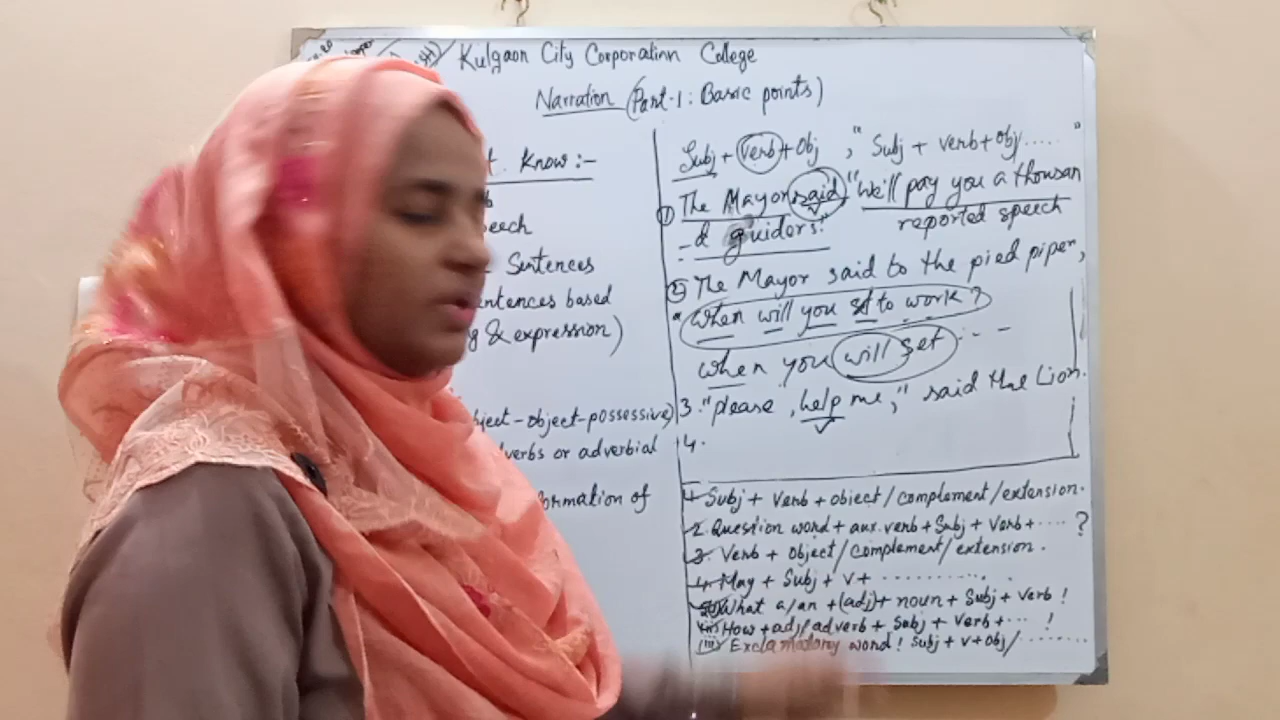 Kulgaon City Corporation College
Narration (Part-1: Basic points)
Know:-
Sentences
based
& expression)
-object-possessive)
or adverbial
of
Subj + verb + Obj , "Subj + verb + Obj ....."
1) The Mayor said "we'll pay you a thousan
-d guiders."
reported speech
2) The Mayor said to the pied piper,
"when will you set to work?
when you will set ...
3. "please, help me," said the Lion.
4.
1. Subj + Verb + object/complement/extension.
2. Question word + aux. verb + Subj + Verb + .... ?
3. Verb + Object/complement/extension.
4. May + Subj + v + ............
What a/an + (adj) + noun + Subj + verb !
(ii) How + adj/adverb + Subj + Verb + ... !
(iii) Exclamatory word! Subj + v + obj/ ........